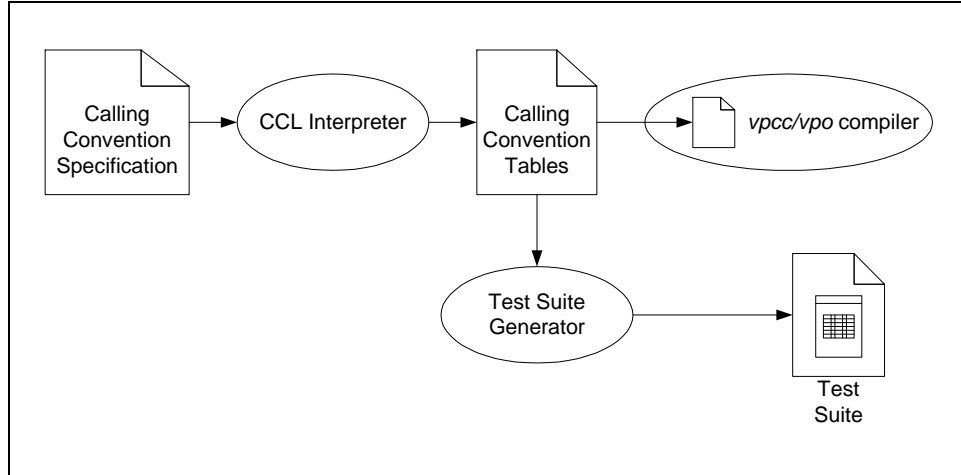 Calling
Convention
Specification
CCL Interpreter
Calling
Convention
Tables
vpcc/vpo compiler
Test Suite
Generator
Test
Suite